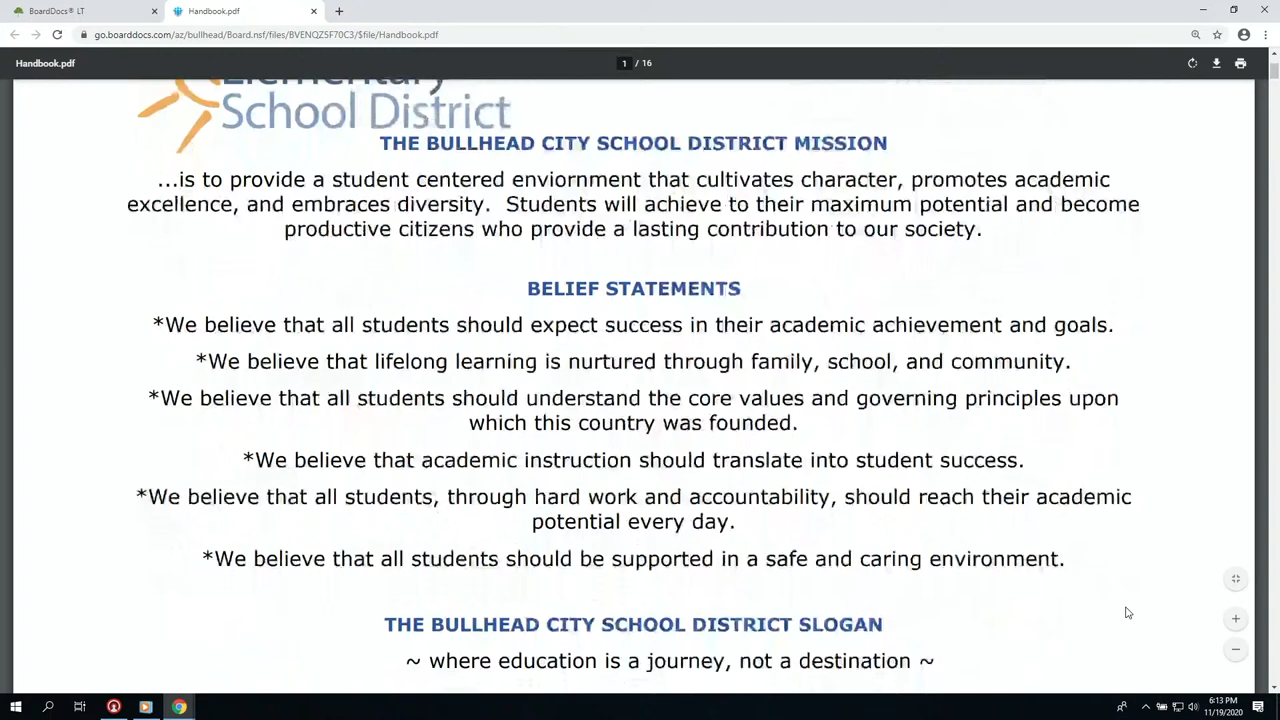 BoardDocs® LT
Handbook.pdf
go.boarddocs.com/az/bullhead/Board.nsf/files/BVENQZ5F70C3/$file/Handbook.pdf
Handbook.pdf
1 / 16
Elementary
School District
THE BULLHEAD CITY SCHOOL DISTRICT MISSION
...is to provide a student centered enviornment that cultivates character, promotes academic
excellence, and embraces diversity. Students will achieve to their maximum potential and become
productive citizens who provide a lasting contribution to our society.
BELIEF STATEMENTS
*We believe that all students should expect success in their academic achievement and goals.
*We believe that lifelong learning is nurtured through family, school, and community.
*We believe that all students should understand the core values and governing principles upon
which this country was founded.
*We believe that academic instruction should translate into student success.
*We believe that all students, through hard work and accountability, should reach their academic
potential every day.
*We believe that all students should be supported in a safe and caring environment.
THE BULLHEAD CITY SCHOOL DISTRICT SLOGAN
~ where education is a journey, not a destination ~
6:13 PM
11/19/2020